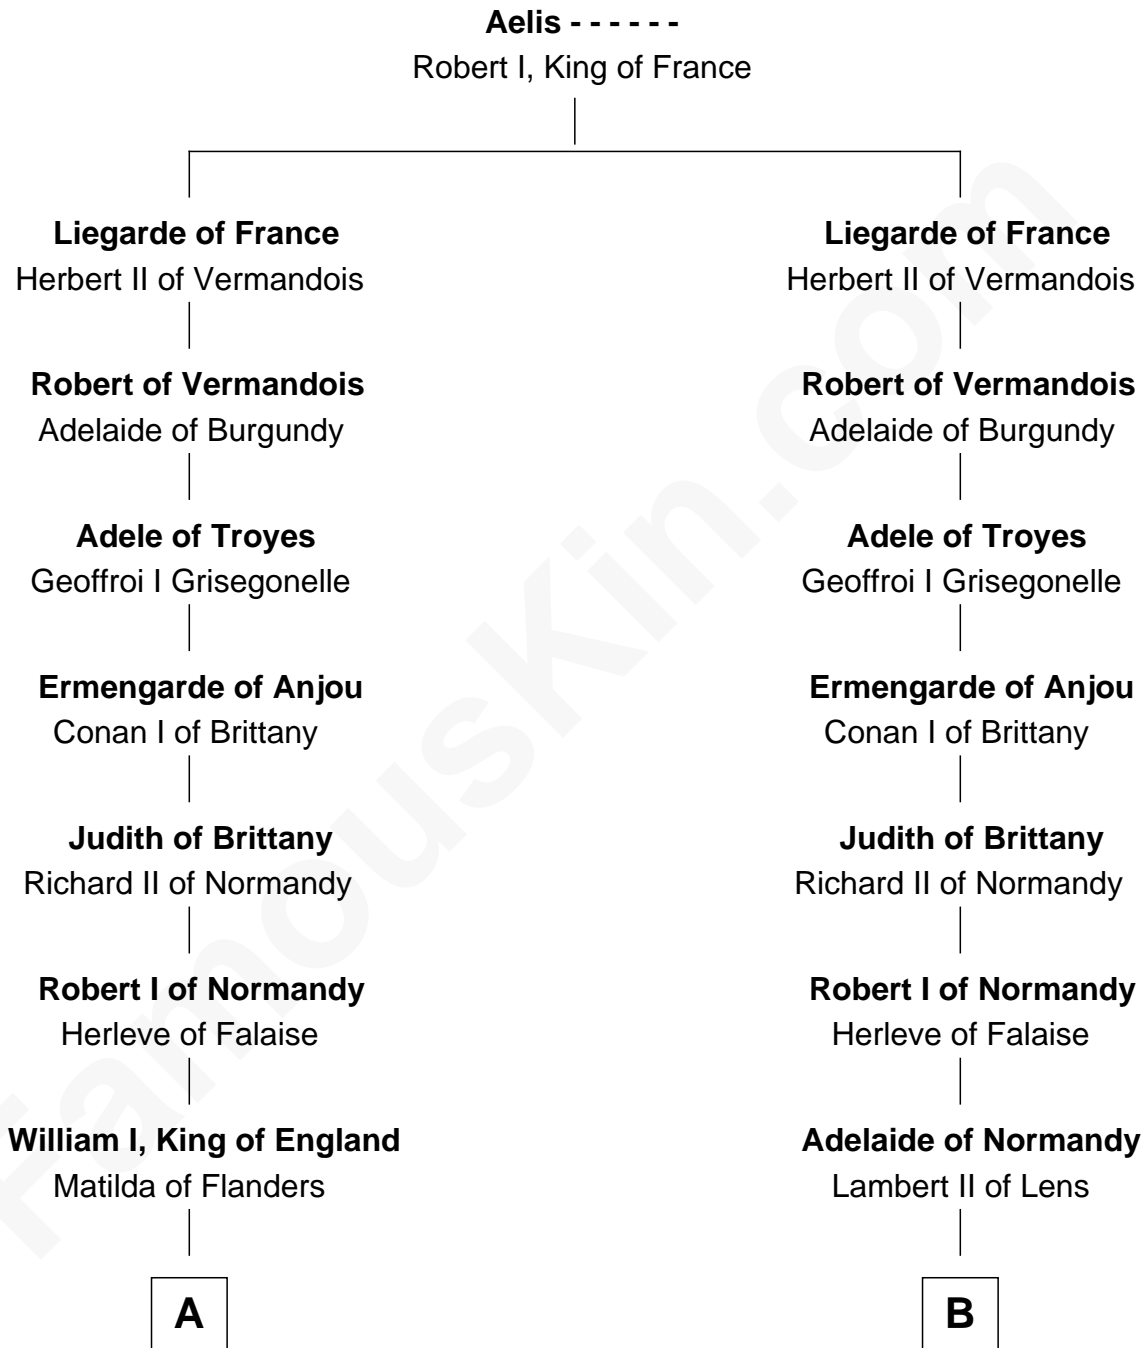 Aelis - - - - - -
Robert I, King of France
Liegarde of France
Herbert II of Vermandois
Liegarde of France
Herbert II of Vermandois
Robert of Vermandois
Adelaide of Burgundy
Robert of Vermandois
Adelaide of Burgundy
Adele of Troyes
Geoffroi I Grisegonelle
Adele of Troyes
Geoffroi I Grisegonelle
Ermengarde of Anjou
Conan I of Brittany
Ermengarde of Anjou
Conan I of Brittany
Judith of Brittany
Richard II of Normandy
Judith of Brittany
Richard II of Normandy
Robert I of Normandy
Herleve of Falaise
Robert I of Normandy
Herleve of Falaise
William I, King of England
Matilda of Flanders
Adelaide of Normandy
Lambert II of Lens
A
B
FamousKin.com